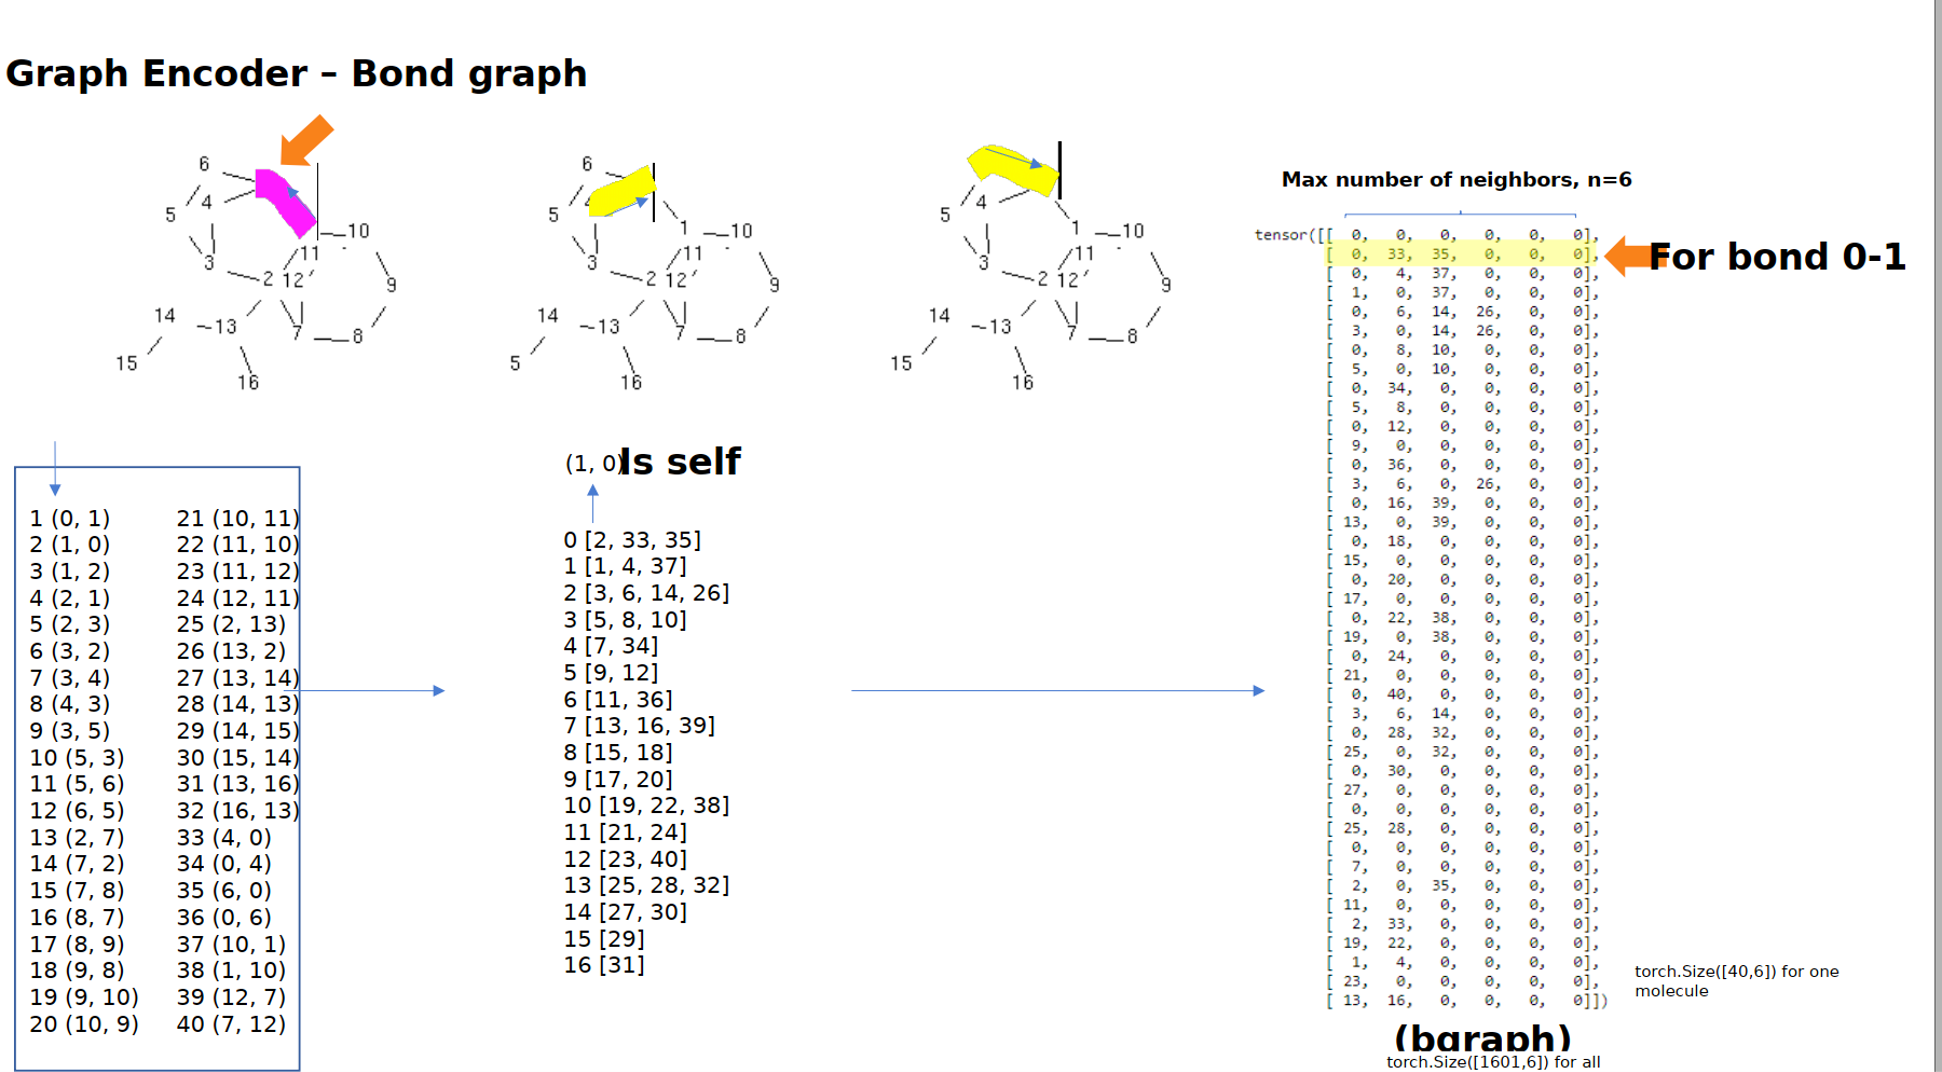 Graph Encoder – Bond graph
6
4
5
3
2
12
11
10
9
14
13
7
8
15
16
6
4
5
3
2
12
11
1
10
9
14
13
7
8
5
16
6
4
5
3
2
12
11
1
10
9
14
13
7
8
15
16
Max number of neighbors, n=6
tensor([[ 0, 0, 0, 0, 0, 0],
[ 0, 33, 35, 0, 0, 0],
[ 0, 4, 37, 0, 0, 0],
[ 1, 0, 37, 0, 0, 0],
[ 0, 6, 14, 26, 0, 0],
[ 3, 0, 14, 26, 0, 0],
[ 0, 8, 10, 0, 0, 0],
[ 5, 0, 10, 0, 0, 0],
[ 0, 34, 0, 0, 0, 0],
[ 5, 8, 0, 0, 0, 0],
[ 0, 12, 0, 0, 0, 0],
[ 9, 0, 0, 0, 0, 0],
[ 0, 36, 0, 0, 0, 0],
[ 3, 6, 0, 26, 0, 0],
[ 0, 16, 39, 0, 0, 0],
[ 13, 0, 39, 0, 0, 0],
[ 0, 18, 0, 0, 0, 0],
[ 15, 0, 0, 0, 0, 0],
[ 0, 20, 0, 0, 0, 0],
[ 17, 0, 0, 0, 0, 0],
[ 0, 22, 38, 0, 0, 0],
[ 19, 0, 38, 0, 0, 0],
[ 0, 24, 0, 0, 0, 0],
[ 21, 0, 0, 0, 0, 0],
[ 0, 40, 0, 0, 0, 0],
[ 3, 6, 14, 0, 0, 0],
[ 0, 28, 32, 0, 0, 0],
[ 25, 0, 32, 0, 0, 0],
[ 0, 30, 0, 0, 0, 0],
[ 27, 0, 0, 0, 0, 0],
[ 0, 0, 0, 0, 0, 0],
[ 25, 28, 0, 0, 0, 0],
[ 0, 0, 0, 0, 0, 0],
[ 7, 0, 0, 0, 0, 0],
[ 2, 0, 35, 0, 0, 0],
[ 11, 0, 0, 0, 0, 0],
[ 2, 33, 0, 0, 0, 0],
[ 19, 22, 0, 0, 0, 0],
[ 1, 4, 0, 0, 0, 0],
[ 23, 0, 0, 0, 0, 0],
[ 13, 16, 0, 0, 0, 0]])
For bond 0-1
1 (0, 1)
2 (1, 0)
3 (1, 2)
4 (2, 1)
5 (2, 3)
6 (3, 2)
7 (3, 4)
8 (4, 3)
9 (3, 5)
10 (5, 3)
11 (5, 6)
12 (6, 5)
13 (2, 7)
14 (7, 2)
15 (7, 8)
16 (8, 7)
17 (8, 9)
18 (9, 8)
19 (9, 10)
20 (10, 9)
21 (10, 11)
22 (11, 10)
23 (11, 12)
24 (12, 11)
25 (2, 13)
26 (13, 2)
27 (13, 14)
28 (14, 13)
29 (14, 15)
30 (15, 14)
31 (13, 16)
32 (16, 13)
33 (4, 0)
34 (0, 4)
35 (6, 0)
36 (0, 6)
37 (10, 1)
38 (1, 10)
39 (12, 7)
40 (7, 12)
(1, 0) Is self
0 [2, 33, 35]
1 [1, 4, 37]
2 [3, 6, 14, 26]
3 [5, 8, 10]
4 [7, 34]
5 [9, 12]
6 [11, 36]
7 [13, 16, 39]
8 [15, 18]
9 [17, 20]
10 [19, 22, 38]
11 [21, 24]
12 [23, 40]
13 [25, 28, 32]
14 [27, 30]
15 [29]
16 [31]
torch.Size([40,6]) for one
molecule
(bgraph)
torch.Size([1601,6]) for all